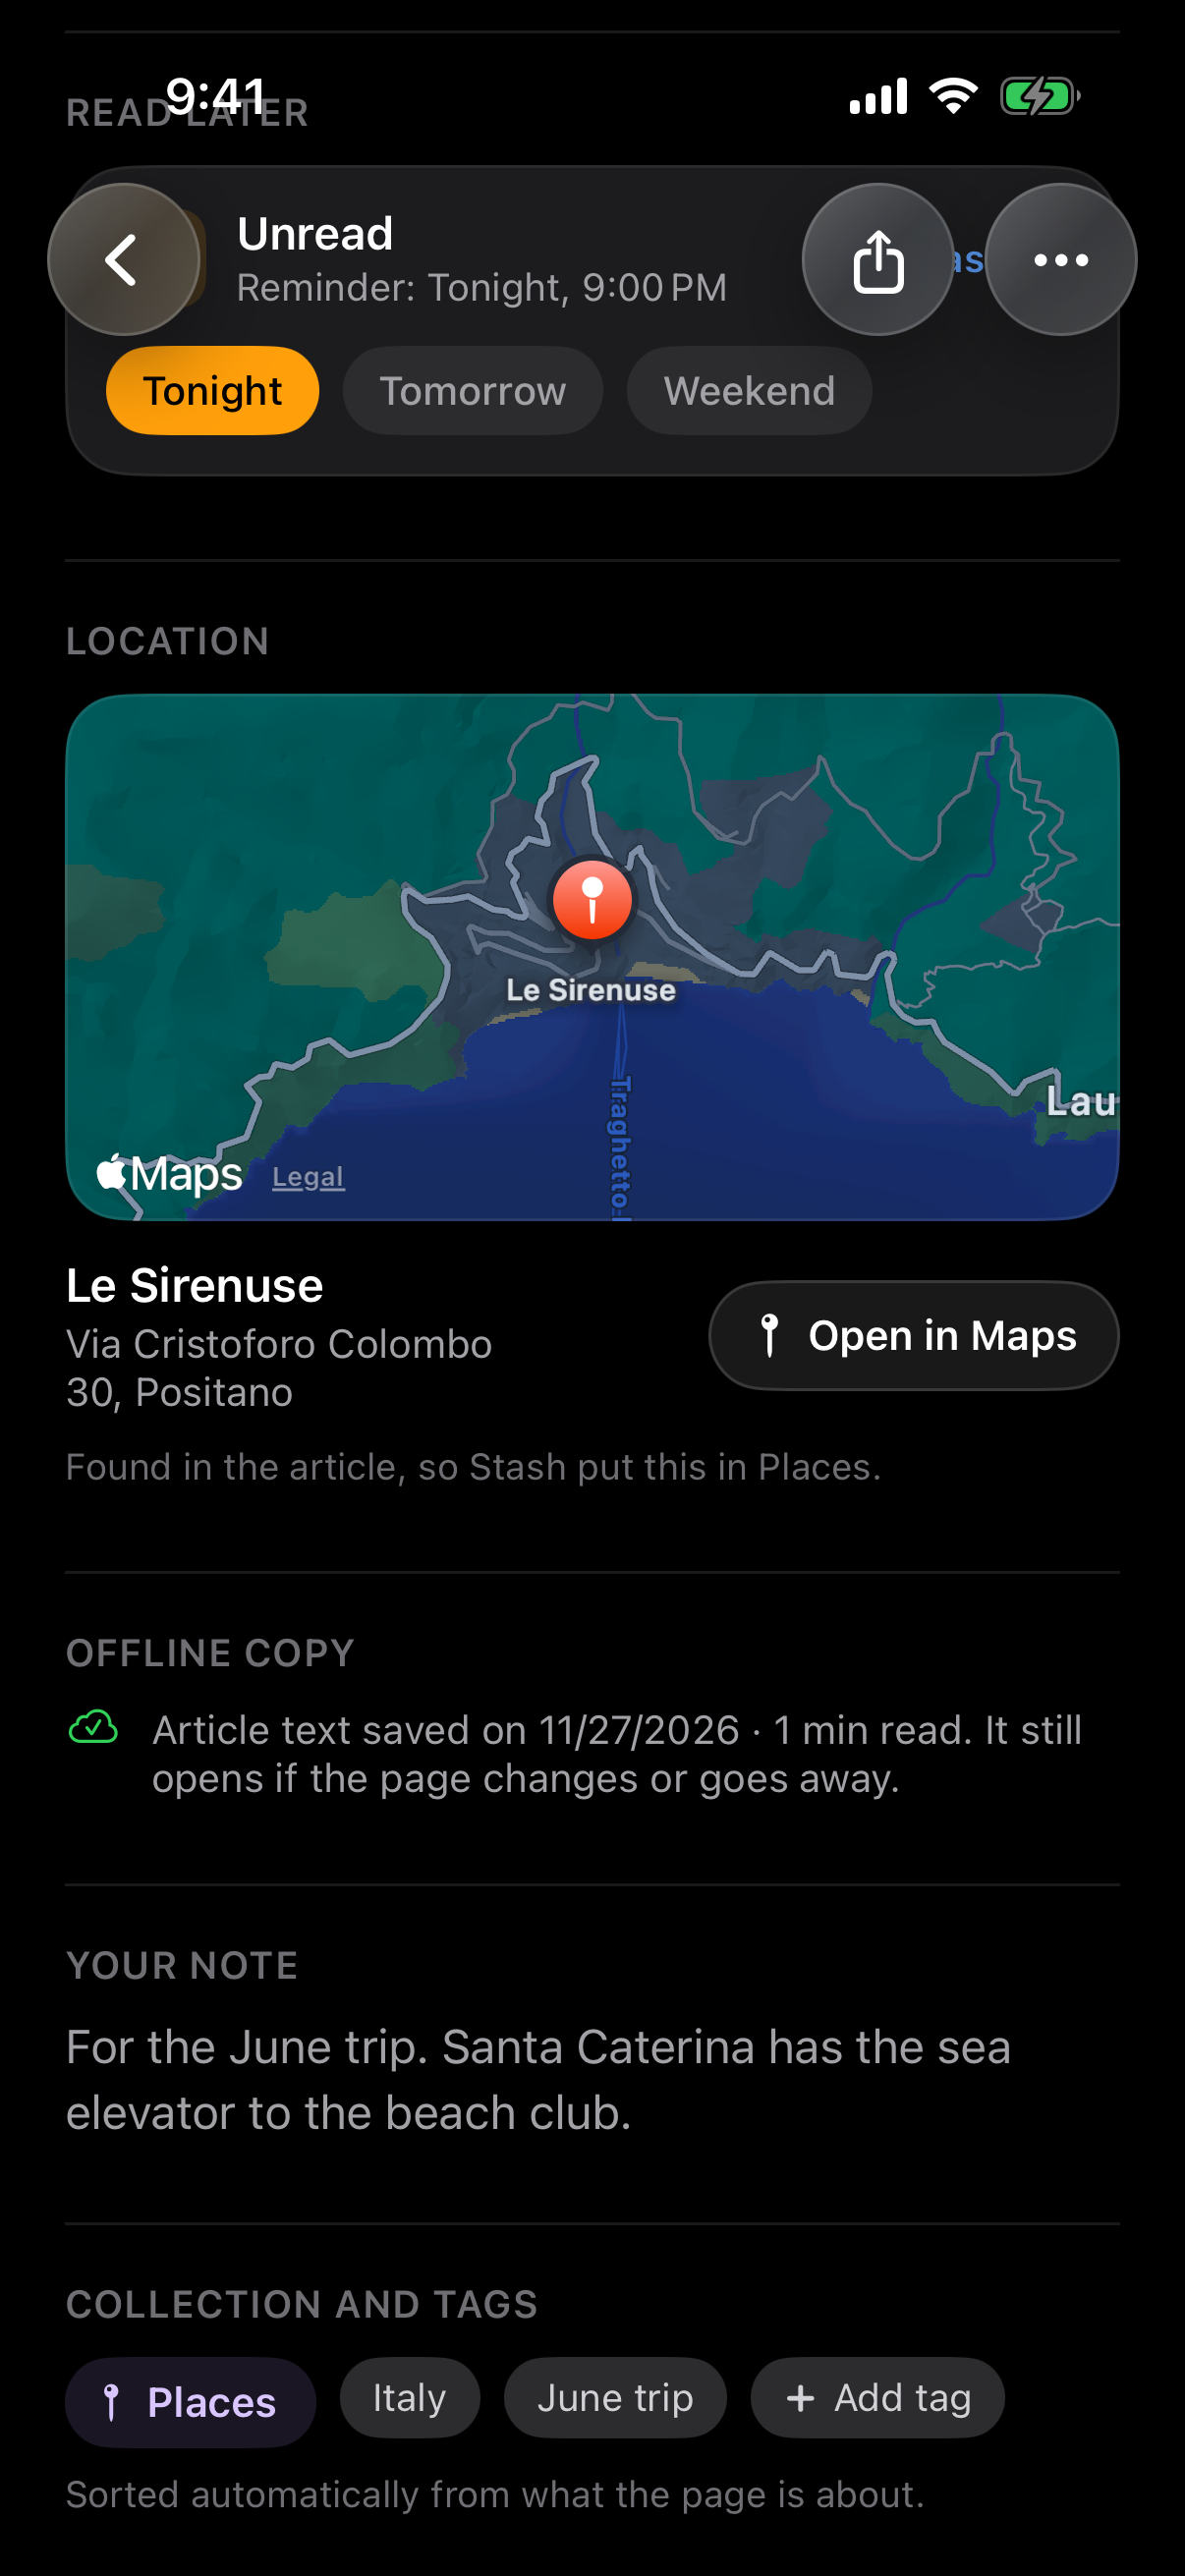 9:41
READ LATER
Unread
Reminder: Tonight, 9:00 PM
Tonight
Tomorrow
Weekend
LOCATION
Le Sirenuse
Traghetto
Lau
Maps
Legal
Le Sirenuse
Via Cristoforo Colombo
30, Positano
Open in Maps
Found in the article, so Stash put this in Places.
OFFLINE COPY
Article text saved on 11/27/2026 · 1 min read. It still
opens if the page changes or goes away.
YOUR NOTE
For the June trip. Santa Caterina has the sea
elevator to the beach club.
COLLECTION AND TAGS
Places
Italy
June trip
+ Add tag
Sorted automatically from what the page is about.